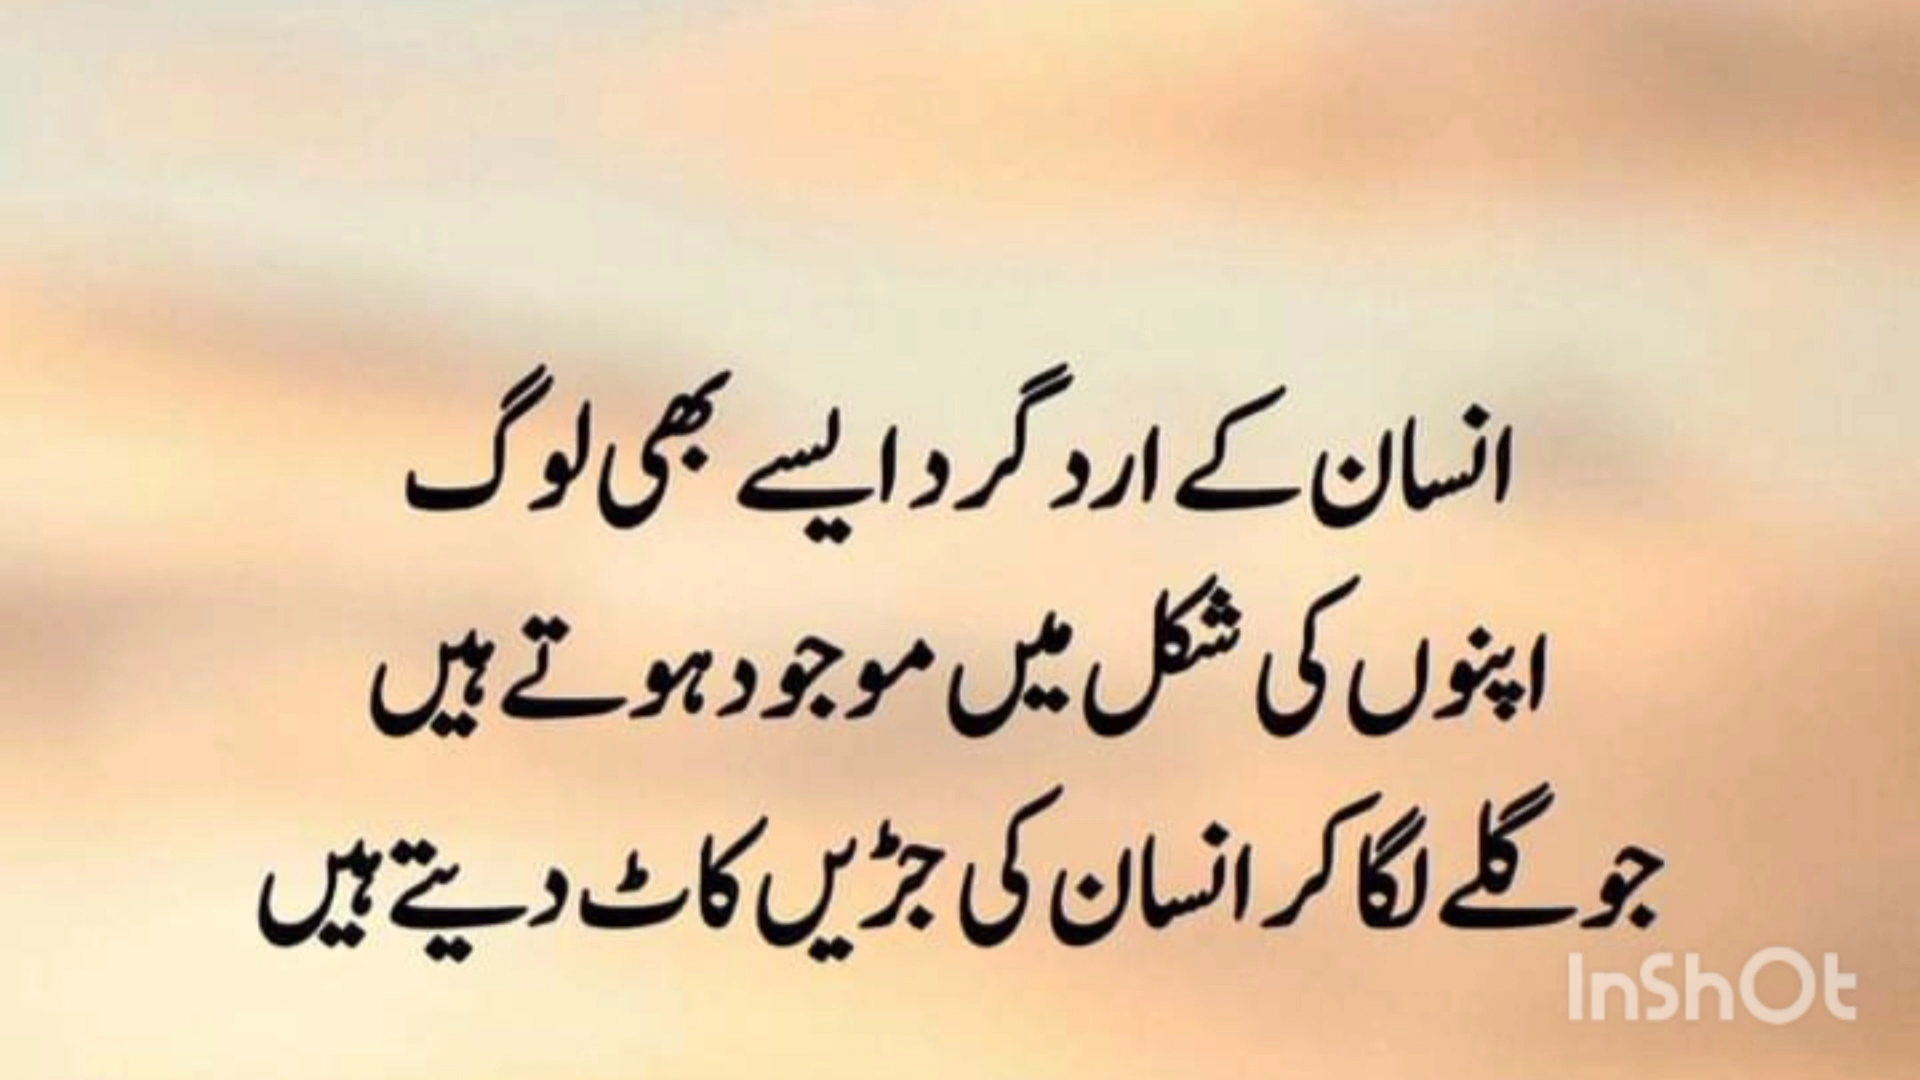 انسان کے ارد گرد ایسے بھی لوگ
اپنوں کی شکل میں موجود ہوتے ہیں
جو گلے لگا کر انسان کی جڑیں کاٹ دیتے ہیں
InShOt